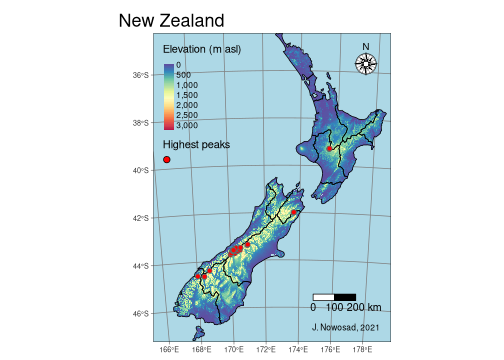 New Zealand
Elevation (m asl)
0
500
1,000
1,500
2,000
2,500
3,000
Highest peaks
N
36°S
38°S
40°S
42°S
44°S
46°S
0 100 200 km
J. Nowosad, 2021
166°E 168°E 170°E 172°E 174°E 176°E 178°E